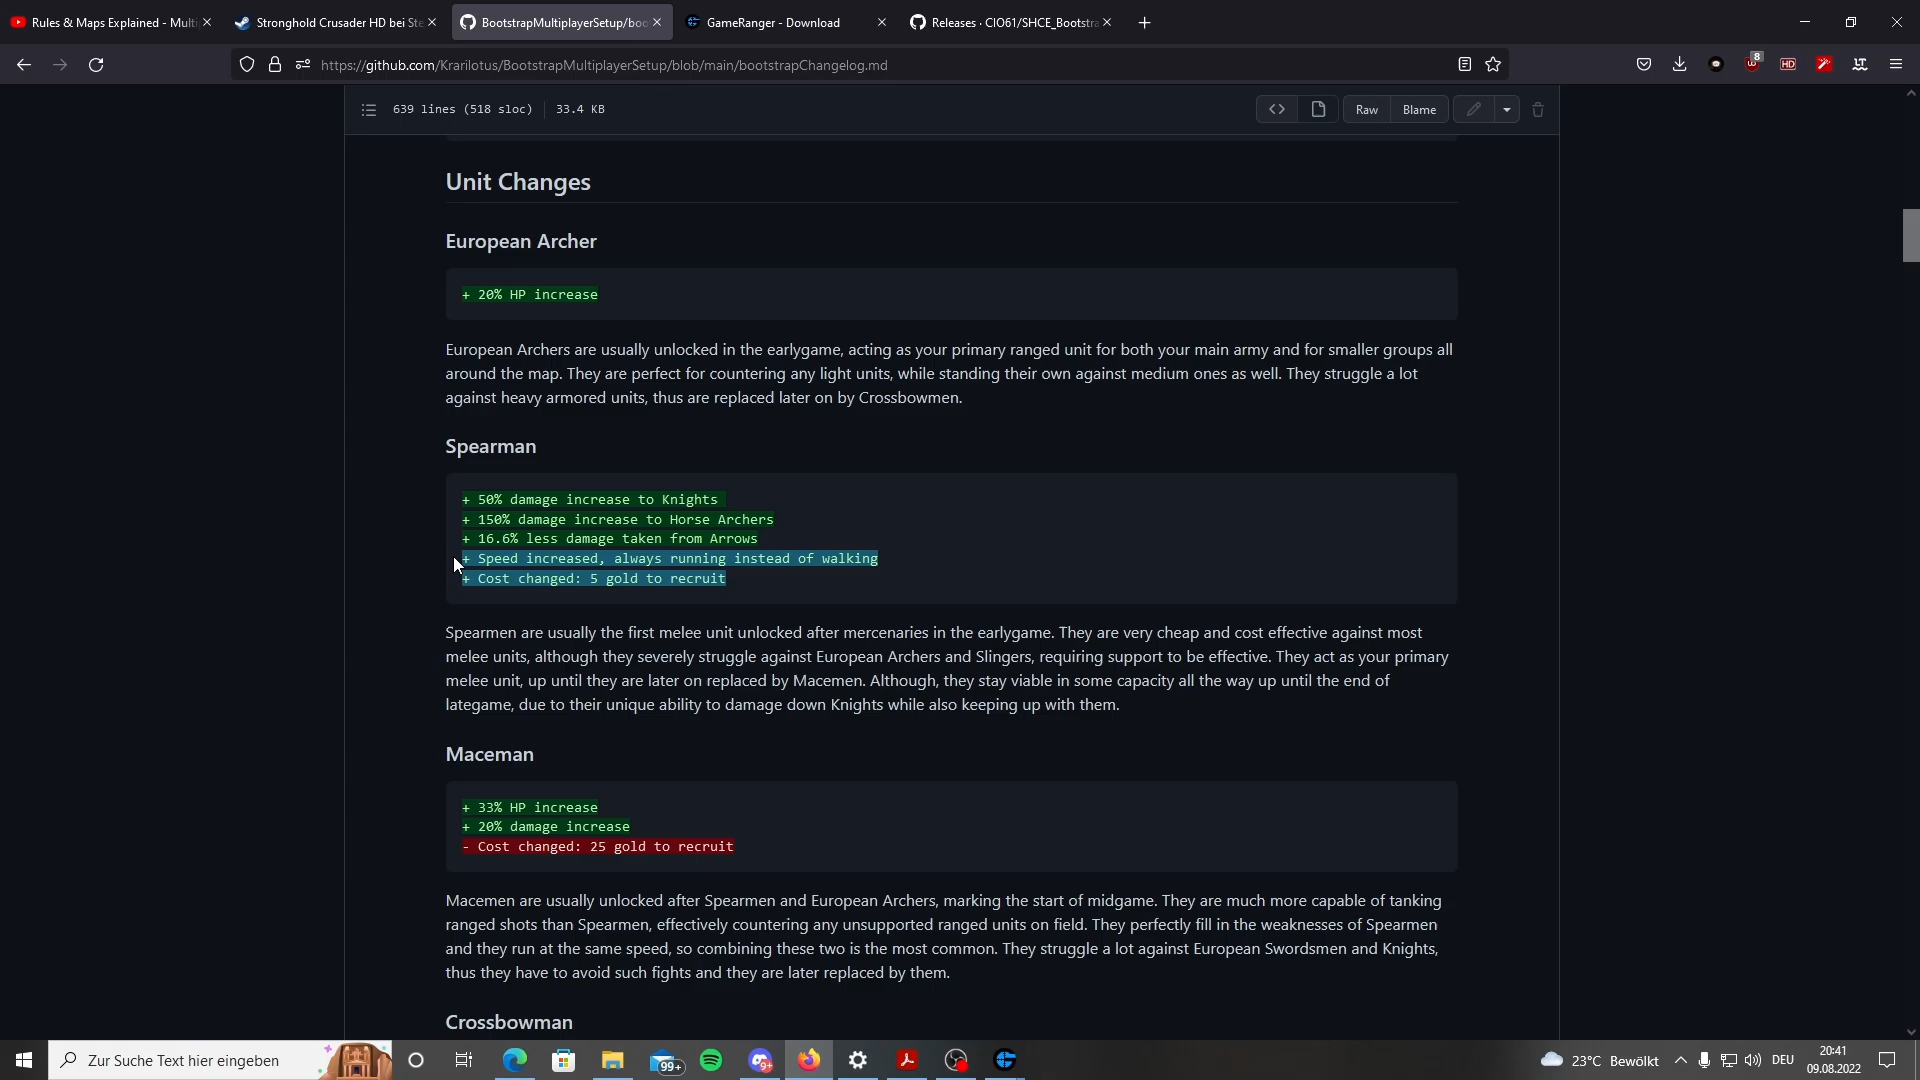 Rules & Maps Explained - Multip
Stronghold Crusader HD bei Ste
BootstrapMultiplayerSetup/boo
GameRanger - Download
Releases · CIO61/SHCE_Bootstra
https://github.com/Krarilotus/BootstrapMultiplayerSetup/blob/main/bootstrapChangelog.md
8
HD
639 lines (518 sloc)
33.4 KB
Raw
Blame
Unit Changes
European Archer
+ 20% HP increase
European Archers are usually unlocked in the earlygame, acting as your primary ranged unit for both your main army and for smaller groups all
around the map. They are perfect for countering any light units, while standing their own against medium ones as well. They struggle a lot
against heavy armored units, thus are replaced later on by Crossbowmen.
Spearman
+ 50% damage increase to Knights
+ 150% damage increase to Horse Archers
+ 16.6% less damage taken from Arrows
+ Speed increased, always running instead of walking
+ Cost changed: 5 gold to recruit
Spearmen are usually the first melee unit unlocked after mercenaries in the earlygame. They are very cheap and cost effective against most
melee units, although they severely struggle against European Archers and Slingers, requiring support to be effective. They act as your primary
melee unit, up until they are later on replaced by Macemen. Although, they stay viable in some capacity all the way up until the end of
lategame, due to their unique ability to damage down Knights while also keeping up with them.
Maceman
+ 33% HP increase
+ 20% damage increase
- Cost changed: 25 gold to recruit
Macemen are usually unlocked after Spearmen and European Archers, marking the start of midgame. They are much more capable of tanking
ranged shots than Spearmen, effectively countering any unsupported ranged units on field. They perfectly fill in the weaknesses of Spearmen
and they run at the same speed, so combining these two is the most common. They struggle a lot against European Swordsmen and Knights,
thus they have to avoid such fights and they are later replaced by them.
Crossbowman
Zur Suche Text hier eingeben
99+
9+
23°C Bewölkt
DEU
20:41
09.08.2022